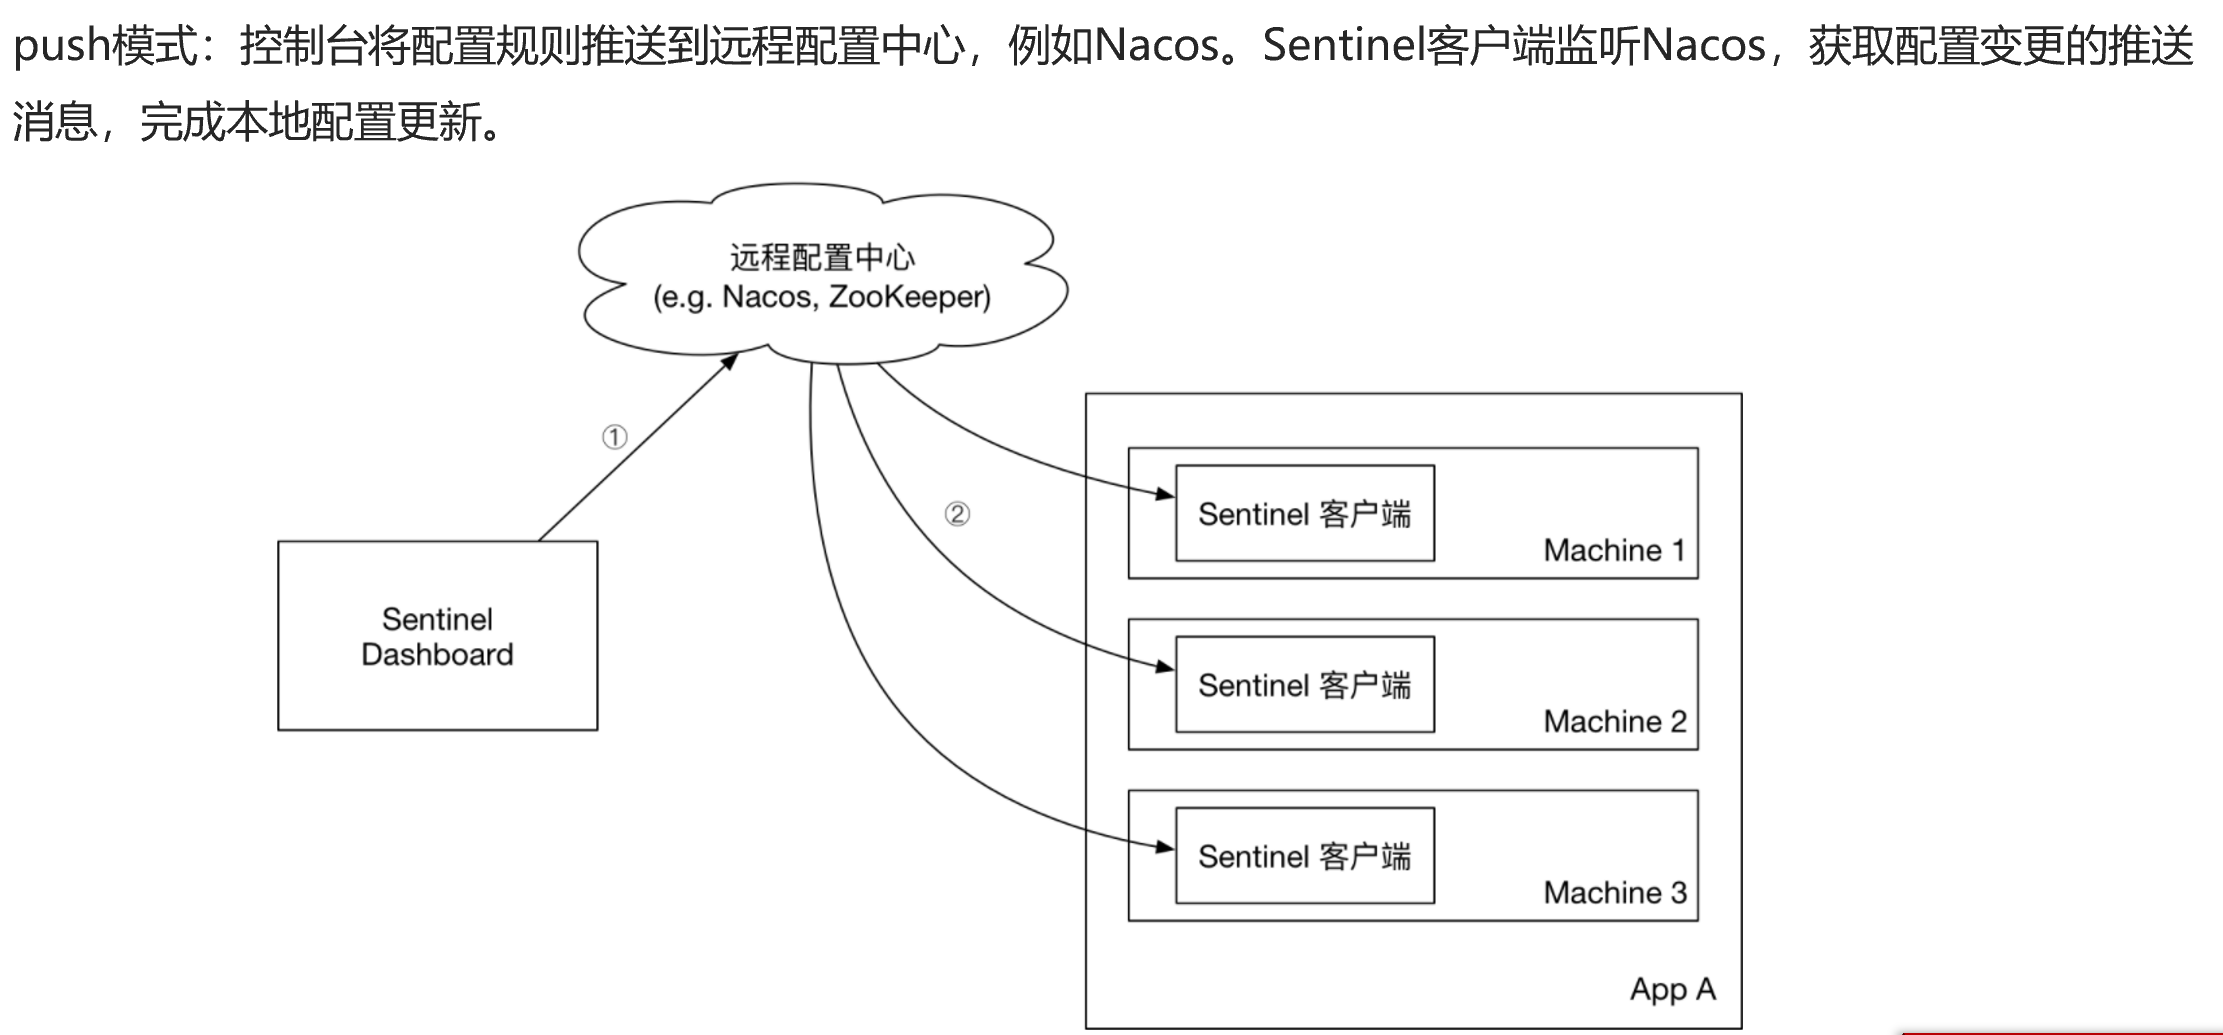 push模式：控制台将配置规则推送到远程配置中心，例如Nacos。Sentinel客户端监听Nacos，获取配置变更的推送
消息，完成本地配置更新。
远程配置中心
(e.g. Nacos, ZooKeeper)
①
②
Sentinel 客户端
Machine 1
Sentinel
Dashboard
Sentinel 客户端
Machine 2
Sentinel 客户端
Machine 3
App A